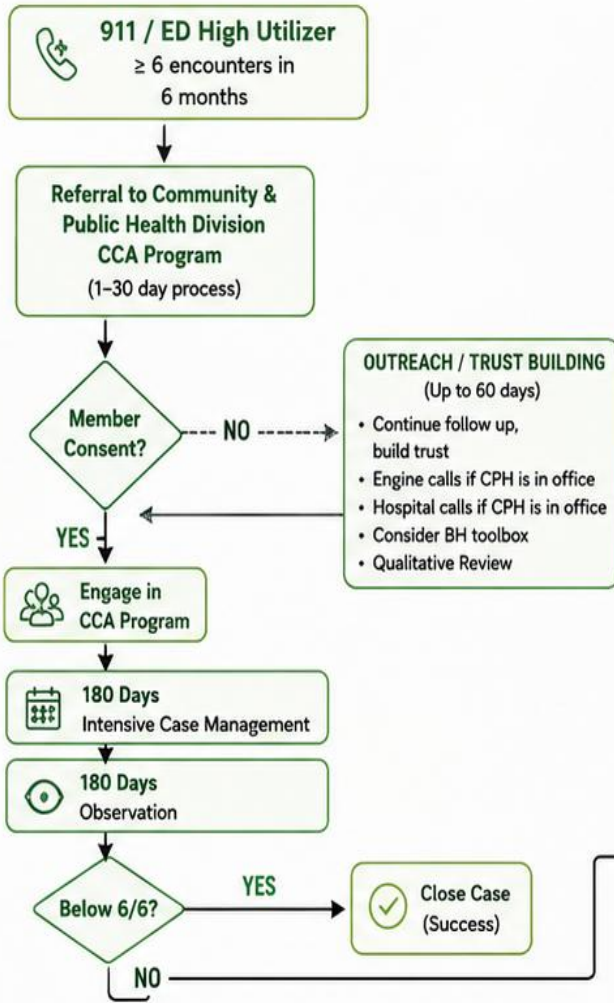 911 / ED High Utilizer
≥ 6 encounters in
6 months
Referral to Community &
Public Health Division
CCA Program
(1–30 day process)
Member
Consent?
NO
OUTREACH / TRUST BUILDING
(Up to 60 days)
• Continue follow up,
build trust
• Engine calls if CPH is in office
• Hospital calls if CPH is in office
• Consider BH toolbox
• Qualitative Review
YES
Engage in
CCA Program
180 Days
Intensive Case Management
180 Days
Observation
Below 6/6?
YES
Close Case
(Success)
NO